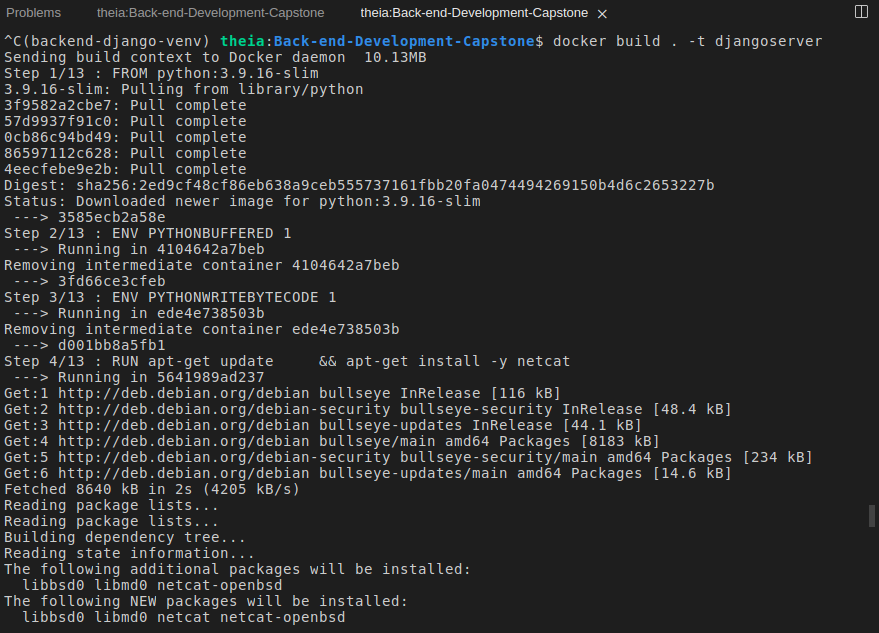 Problems theia:Back-end-Development-Capstone theia:Back-end-Development-Capstone ×
^C(backend-django-venv) theia:Back-end-Development-Capstone$ docker build . -t djangoserver
Sending build context to Docker daemon  10.13MB
Step 1/13 : FROM python:3.9.16-slim
3.9.16-slim: Pulling from library/python
3f9582a2cbe7: Pull complete
57d9937f91c0: Pull complete
0cb86c94bd49: Pull complete
86597112c628: Pull complete
4eecfebe9e2b: Pull complete
Digest: sha256:2ed9cf48cf86eb638a9ceb555737161fbb20fa0474494269150b4d6c2653227b
Status: Downloaded newer image for python:3.9.16-slim
 ---> 3585ecb2a58e
Step 2/13 : ENV PYTHONBUFFERED 1
 ---> Running in 4104642a7beb
Removing intermediate container 4104642a7beb
 ---> 3fd66ce3cfeb
Step 3/13 : ENV PYTHONWRITEBYTECODE 1
 ---> Running in ede4e738503b
Removing intermediate container ede4e738503b
 ---> d001bb8a5fb1
Step 4/13 : RUN apt-get update     && apt-get install -y netcat
 ---> Running in 5641989ad237
Get:1 http://deb.debian.org/debian bullseye InRelease [116 kB]
Get:2 http://deb.debian.org/debian-security bullseye-security InRelease [48.4 kB]
Get:3 http://deb.debian.org/debian bullseye-updates InRelease [44.1 kB]
Get:4 http://deb.debian.org/debian bullseye/main amd64 Packages [8183 kB]
Get:5 http://deb.debian.org/debian-security bullseye-security/main amd64 Packages [234 kB]
Get:6 http://deb.debian.org/debian bullseye-updates/main amd64 Packages [14.6 kB]
Fetched 8640 kB in 2s (4205 kB/s)
Reading package lists...
Reading package lists...
Building dependency tree...
Reading state information...
The following additional packages will be installed:
  libbsd0 libmd0 netcat-openbsd
The following NEW packages will be installed:
  libbsd0 libmd0 netcat netcat-openbsd